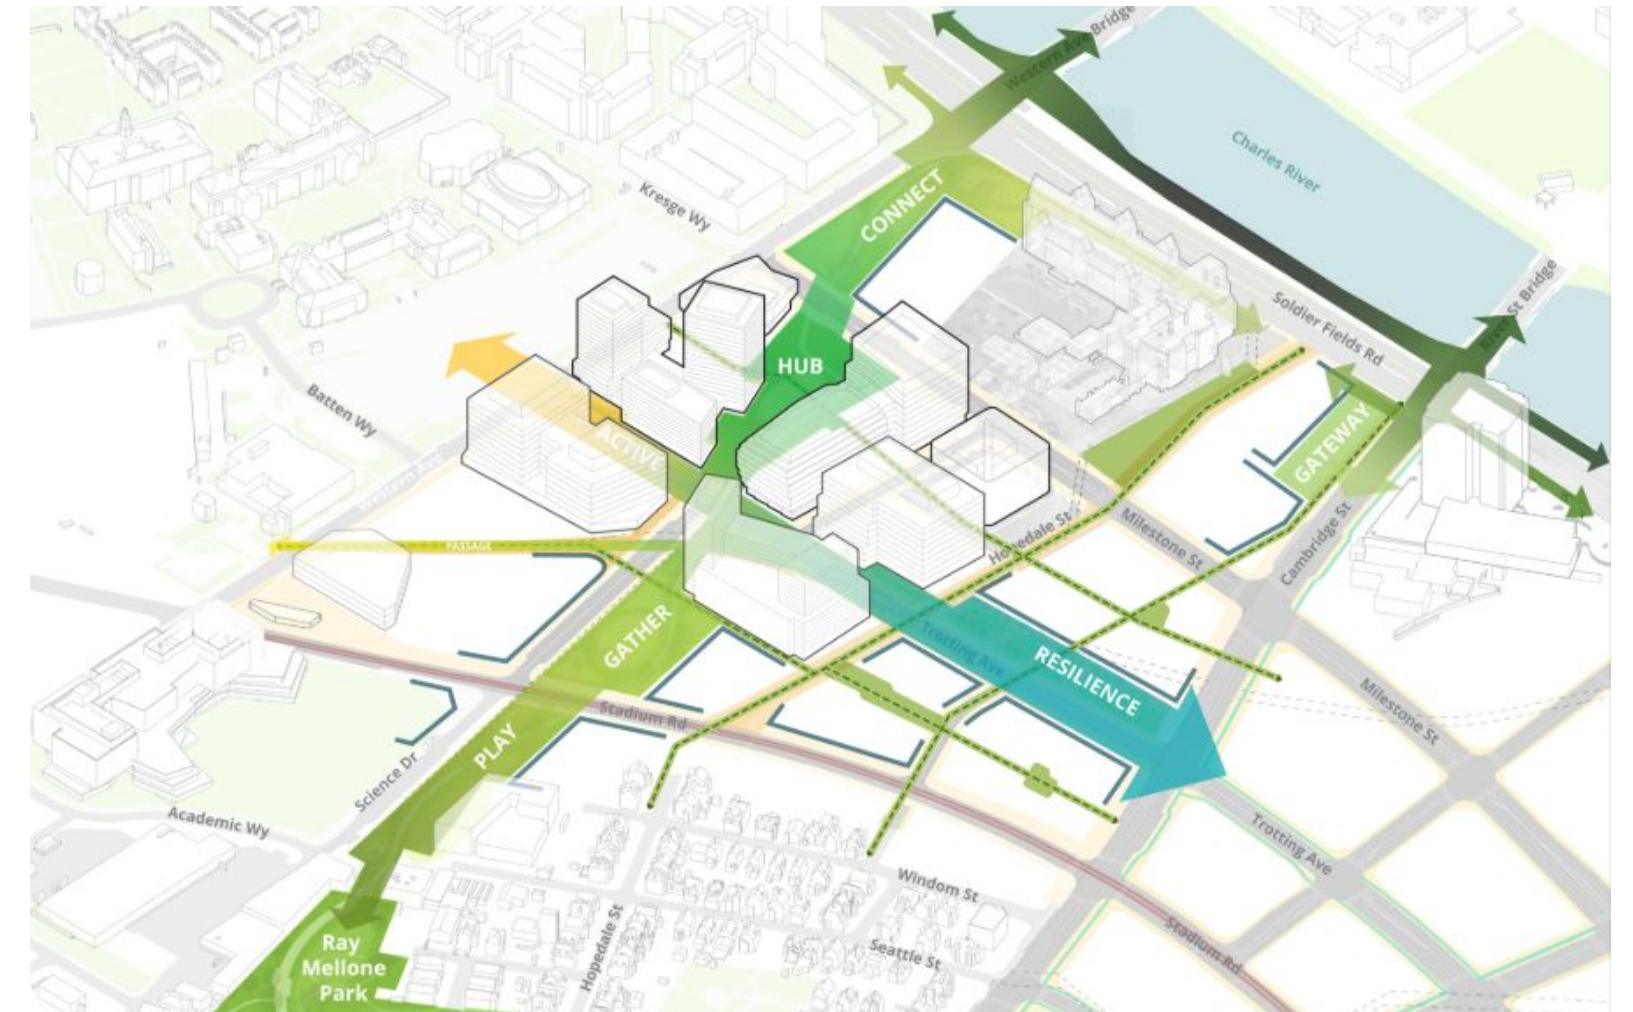 Western Ave Bridge
Charles River
CONNECT
Kresge Wy
River St Bridge
Soldier Fields Rd
HUB
GATEWAY
Batten Wy
ACTIVE
Western Ave
Milestone St
Hopedale St
Cambridge St
PASSAGE
GATHER
Trotting Ave
RESILIENCE
Milestone St
Stadium Rd
PLAY
Science Dr
Academic Wy
Trotting Ave
Windom St
Hopedale St
Seattle St
Stadium Rd
Ray
Mellone
Park